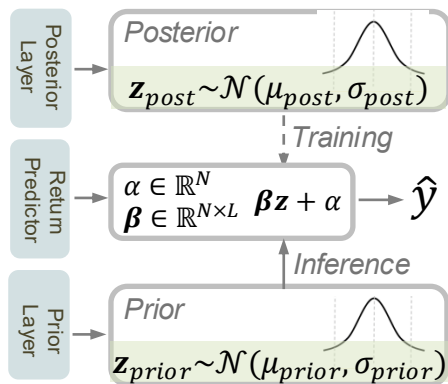 Posterior Layer
Posterior
𝒛_post~𝒩(μ_post, σ_post)
Training
Return Predictor
α ∈ ℝ^N
𝜷 ∈ ℝ^{N×L}
𝜷𝒛 + α
ŷ
Inference
Prior Layer
Prior
𝒛_prior~𝒩(μ_prior, σ_prior)